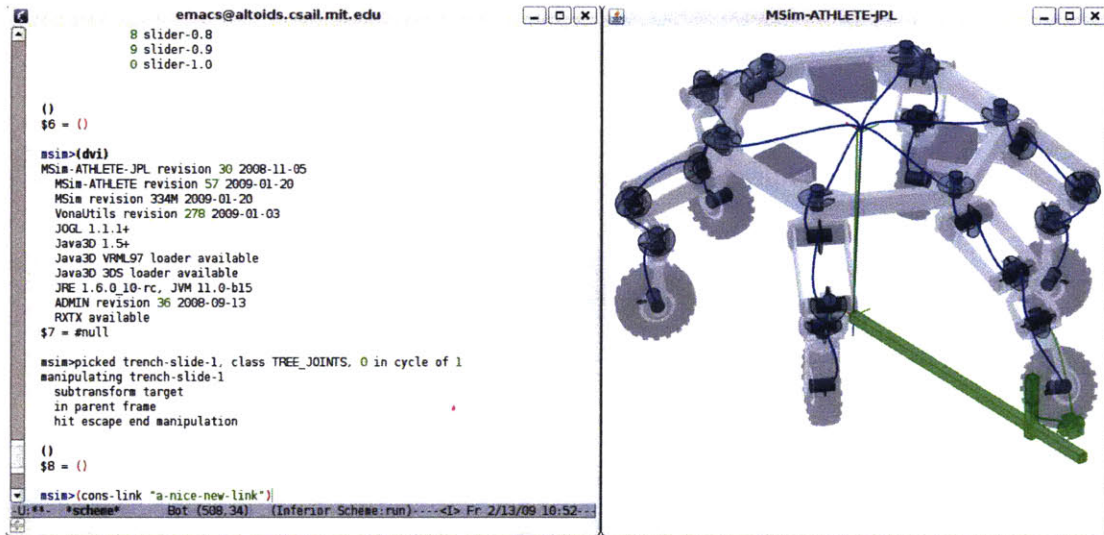 emacs@altoids.csail.mit.edu
8 slider-0.8
9 slider-0.9
0 slider-1.0
()
$6 = ()
msim>(dvi)
MSim-ATHLETE-JPL revision 30 2008-11-05
MSim-ATHLETE revision 57 2009-01-20
MSim revision 334M 2009-01-20
VonaUtils revision 278 2009-01-03
JOGL 1.1.1+
Java3D 1.5+
Java3D VRML97 loader available
Java3D 3DS loader available
JRE 1.6.0_10-rc, JVM 11.0-b15
ADMIN revision 36 2008-09-13
RXTX available
$7 = #null
msim>picked trench-slide-1, class TREE_JOINTS, 0 in cycle of 1
manipulating trench-slide-1
subtransform target
in parent frame
hit escape end manipulation
()
$8 = ()
msim>(cons-link "a-nice-new-link")
-U:**-  *scheme*      Bot (508,34)   (Inferior Scheme:run)----<I> Fr 2/13/09 10:52---
MSim-ATHLETE-JPL